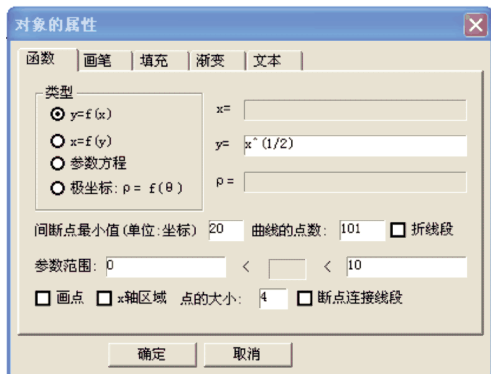 对象的属性
函数 画笔 填充 渐变 文本
类型
y=f(x)
x=f(y)
参数方程
极坐标: ρ= f(θ)
x=
y= x^(1/2)
ρ=
间断点最小值(单位:坐标) 20 曲线的点数: 101 折线段
参数范围: 0 < < 10
画点 x轴区域 点的大小: 4 断点连接线段
确定 取消